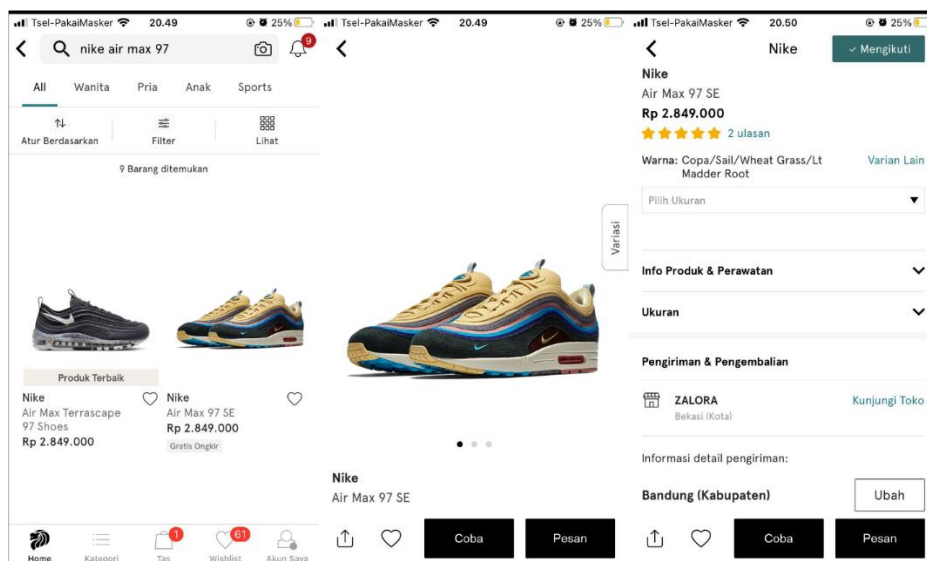 Tsel-PakaiMasker 20.49 25%
nike air max 97
9
All Wanita Pria Anak Sports
Atur Berdasarkan Filter Lihat
9 Barang ditemukan
Produk Terbaik
Nike
Air Max Terrascape
97 Shoes
Rp 2.849.000
Nike
Air Max 97 SE
Rp 2.849.000
Gratis Ongkir
1
61
Home Kategori Tas Wishlist Akun Saya
Tsel-PakaiMasker 20.49 25%
Variasi
Nike
Air Max 97 SE
Coba Pesan
Tsel-PakaiMasker 20.50 25%
Nike
Mengikuti
Nike
Air Max 97 SE
Rp 2.849.000
2 ulasan
Warna: Copa/Sail/Wheat Grass/Lt
Madder Root
Varian Lain
Pilih Ukuran
Info Produk & Perawatan
Ukuran
Pengiriman & Pengembalian
ZALORA
Bekasi (Kota)
Kunjungi Toko
Informasi detail pengiriman:
Bandung (Kabupaten) Ubah
Coba Pesan